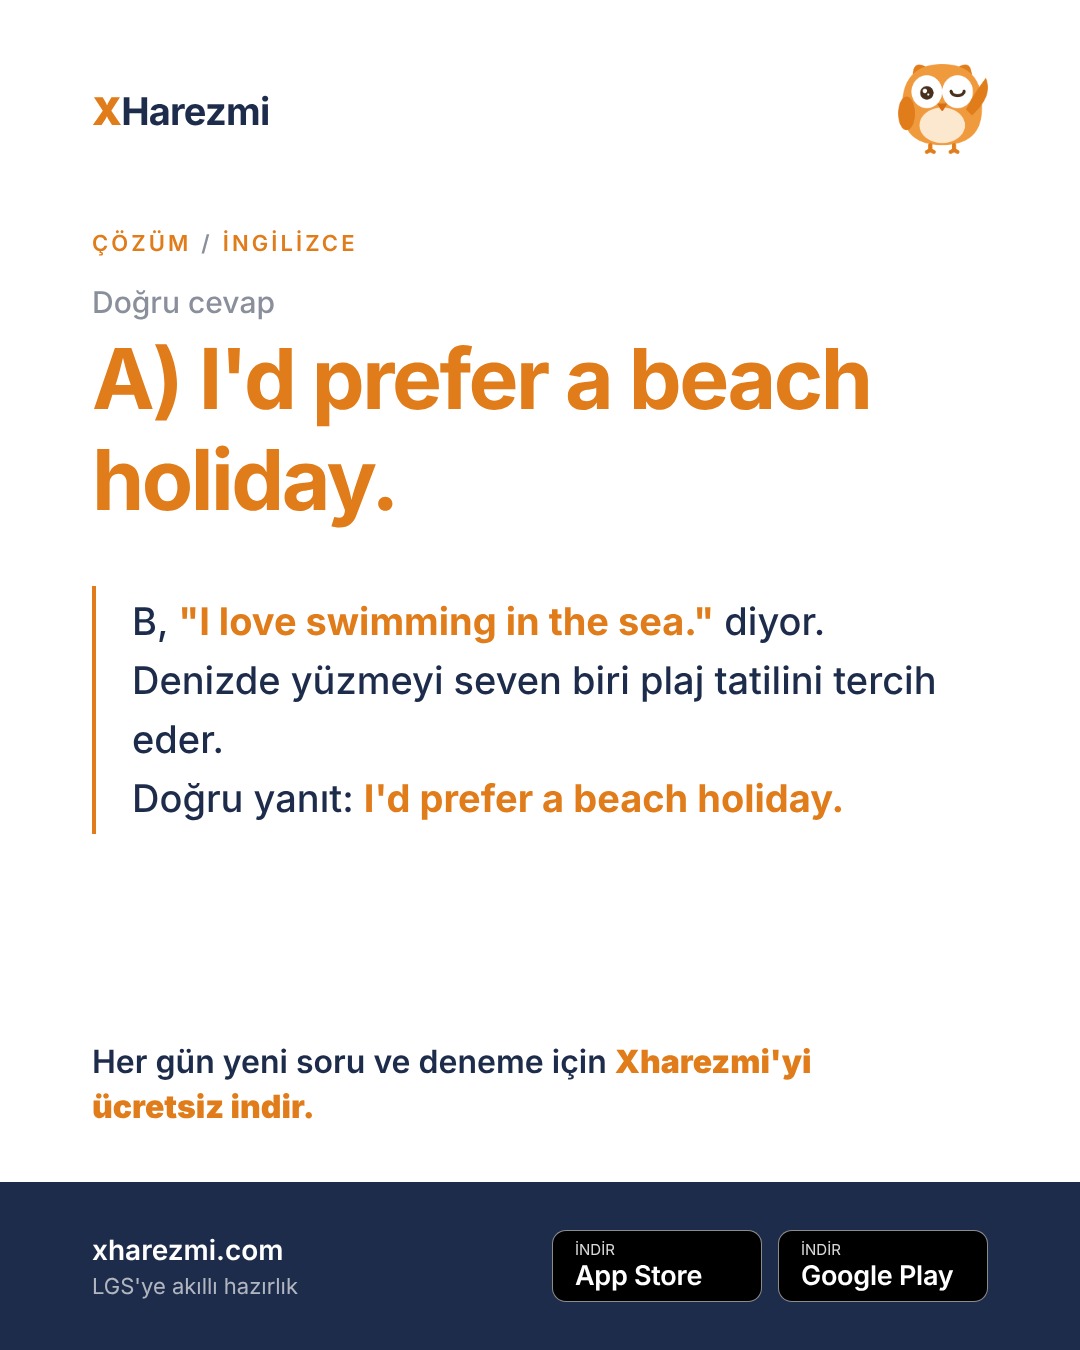 XHarezmi
ÇÖZÜM / İNGİLİZCE
Doğru cevap
A) I'd prefer a beach
holiday.
B, "I love swimming in the sea." diyor.
Denizde yüzmeyi seven biri plaj tatilini tercih
eder.
Doğru yanıt: I'd prefer a beach holiday.
Her gün yeni soru ve deneme için Xharezmi'yi
ücretsiz indir.
xharezmi.com
LGS'ye akıllı hazırlık
İNDİR
App Store
İNDİR
Google Play